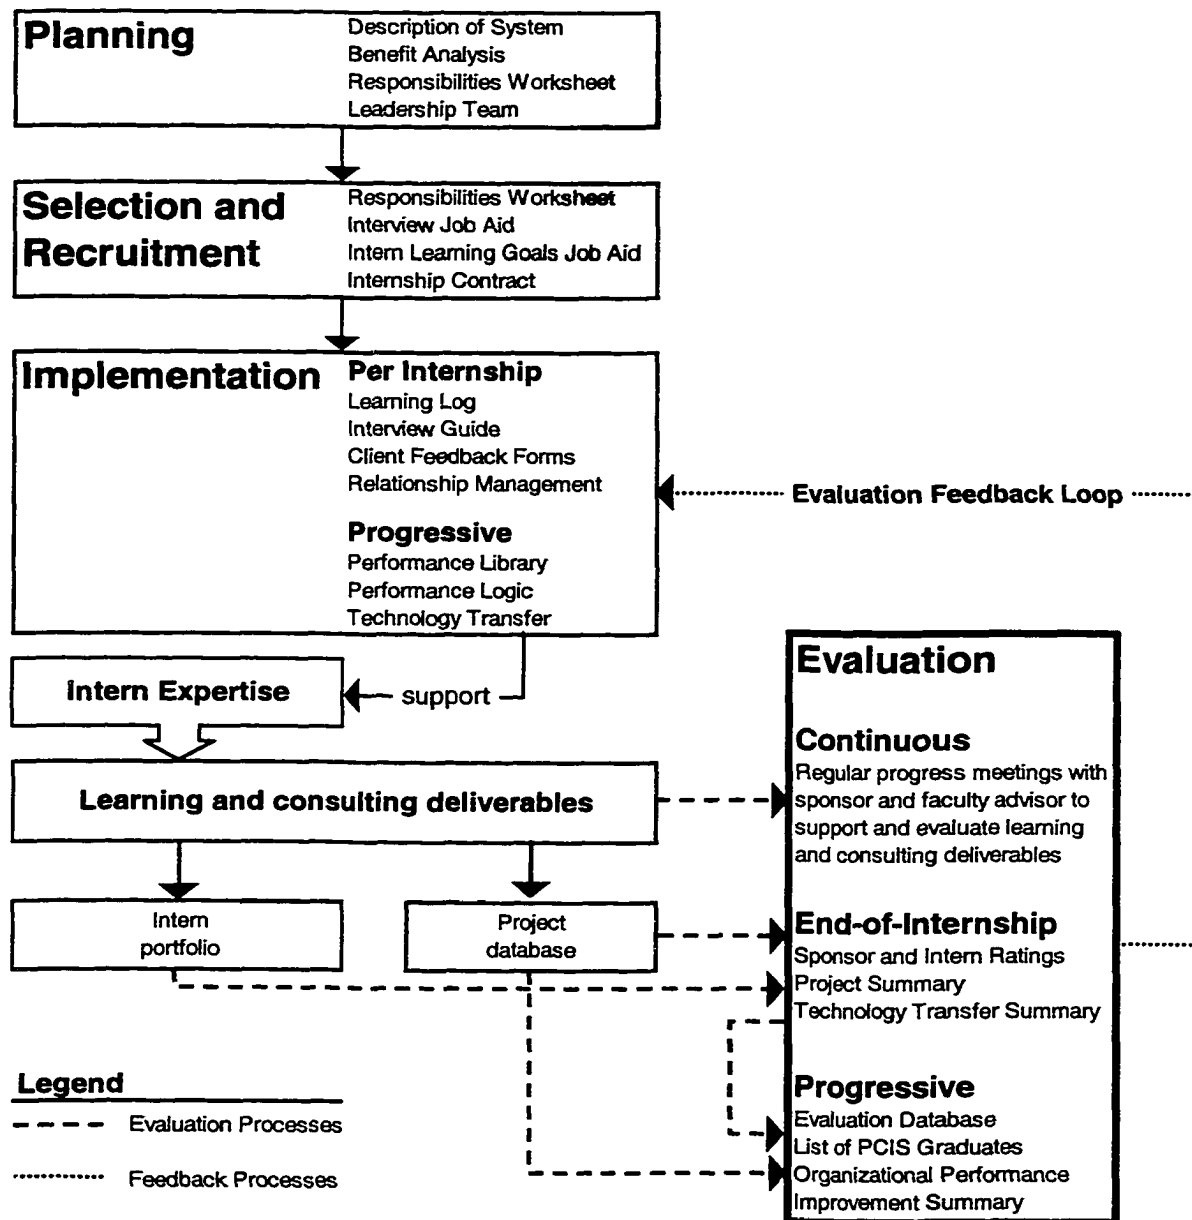 Planning
Description of System
Benefit Analysis
Responsibilities Worksheet
Leadership Team
Selection and
Recruitment
Responsibilities Worksheet
Interview Job Aid
Intern Learning Goals Job Aid
Internship Contract
Implementation
Per Internship
Learning Log
Interview Guide
Client Feedback Forms
Relationship Management
Progressive
Performance Library
Performance Logic
Technology Transfer
Evaluation Feedback Loop
Intern Expertise
support
Learning and consulting deliverables
Intern
portfolio
Project
database
Evaluation
Continuous
Regular progress meetings with
sponsor and faculty advisor to
support and evaluate learning
and consulting deliverables
End-of-Internship
Sponsor and Intern Ratings
Project Summary
Technology Transfer Summary
Progressive
Evaluation Database
List of PCIS Graduates
Organizational Performance
Improvement Summary
Legend
Evaluation Processes
Feedback Processes